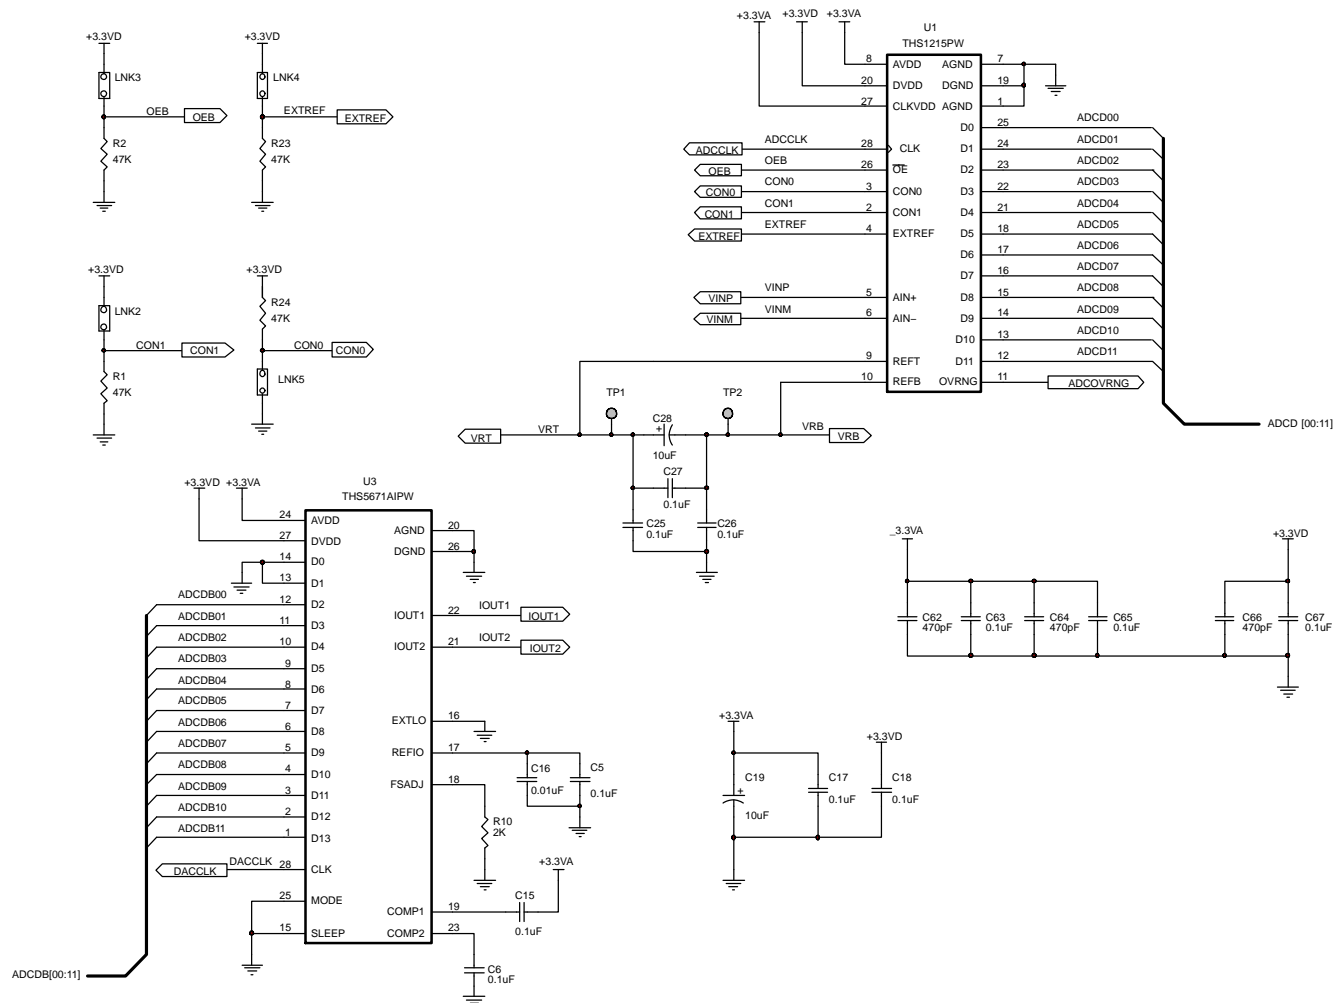 +3.3VD
LNK3
OEB
OEB
R2
47K
+3.3VD
LNK4
EXTREF
EXTREF
R23
47K
+3.3VD
LNK2
CON1
CON1
R1
47K
+3.3VD
R24
47K
CON0
CON0
LNK5
+3.3VA
+3.3VD
+3.3VA
U1
THS1215PW
8 AVDD AGND 7
20 DVDD DGND 19
27 CLKVDD AGND 1
D0 25 ADCD00
ADCCLK ADCCLK 28 CLK D1 24 ADCD01
OEB OEB 26 OE D2 23 ADCD02
CON0 CON0 3 CON0 D3 22 ADCD03
CON1 CON1 2 CON1 D4 21 ADCD04
EXTREF EXTREF 4 EXTREF D5 18 ADCD05
D6 17 ADCD06
D7 16 ADCD07
VINP VINP 5 AIN+ D8 15 ADCD08
VINM VINM 6 AIN– D9 14 ADCD09
D10 13 ADCD10
9 REFT D11 12 ADCD11
10 REFB OVRNG 11 ADCOVRNG
ADCD [00:11]
TP1
TP2
VRT
VRT
C28
+
10uF
VRB
VRB
C27
0.1uF
C25
0.1uF
C26
0.1uF
+3.3VD
+3.3VA
U3
THS5671AIPW
24 AVDD AGND 20
27 DVDD DGND 26
14 D0
13 D1
ADCDB00 12 D2 IOUT1 22 IOUT1 IOUT1
ADCDB01 11 D3
ADCDB02 10 D4 IOUT2 21 IOUT2 IOUT2
ADCDB03 9 D5
ADCDB04 8 D6
ADCDB05 7 D7 EXTLO 16
ADCDB06 6 D8
ADCDB07 5 D9 REFIO 17
ADCDB08 4 D10 FSADJ 18
ADCDB09 3 D11
ADCDB10 2 D12
ADCDB11 1 D13
DACCLK DACCLK 28 CLK
25 MODE COMP1 19
15 SLEEP COMP2 23
ADCDB[00:11]
C16
0.01uF
C5
0.1uF
R10
2K
+3.3VA
C15
0.1uF
C6
0.1uF
_3.3VA
C62
470pF
C63
0.1uF
C64
470pF
C65
0.1uF
+3.3VD
C66
470pF
C67
0.1uF
+3.3VA
C19
+
10uF
C17
0.1uF
+3.3VD
C18
0.1uF